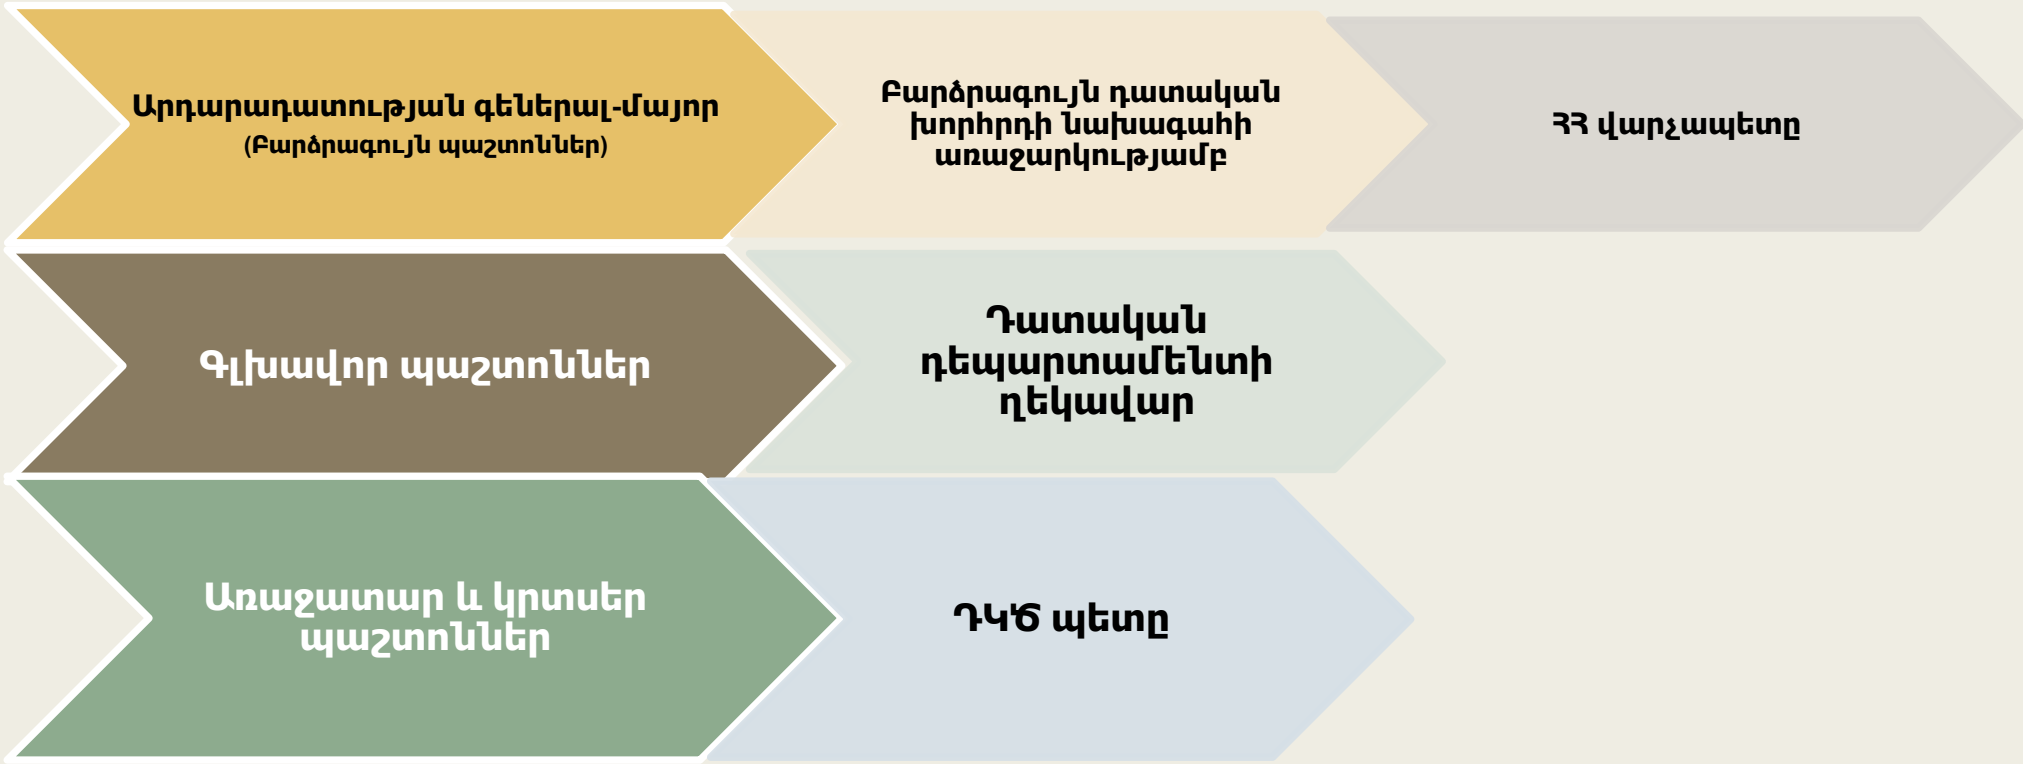 Արդարադատության գեներալ-մայոր
(Բարձրագույն պաշտոններ)
Բարձրագույն դատական
խորհրդի նախագահի
առաջարկությամբ
ՀՀ վարչապետը
Գլխավոր պաշտոններ
Դատական
դեպարտամենտի
ղեկավար
Առաջատար և կրտսեր
պաշտոններ
ԴԿԾ պետը